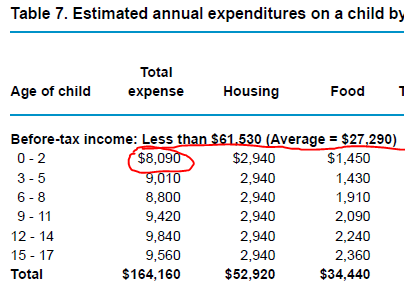 Table 7. Estimated annual expenditures on a child by
Total
Age of child expense Housing Food
Before-tax income: Less than $61,530 (Average = $27,290)
0 - 2 $8,090 $2,940 $1,450
3 - 5 9,010 2,940 1,430
6 - 8 8,800 2,940 1,910
9 - 11 9,420 2,940 2,090
12 - 14 9,840 2,940 2,240
15 - 17 9,560 2,940 2,360
Total $164,160 $52,920 $34,440